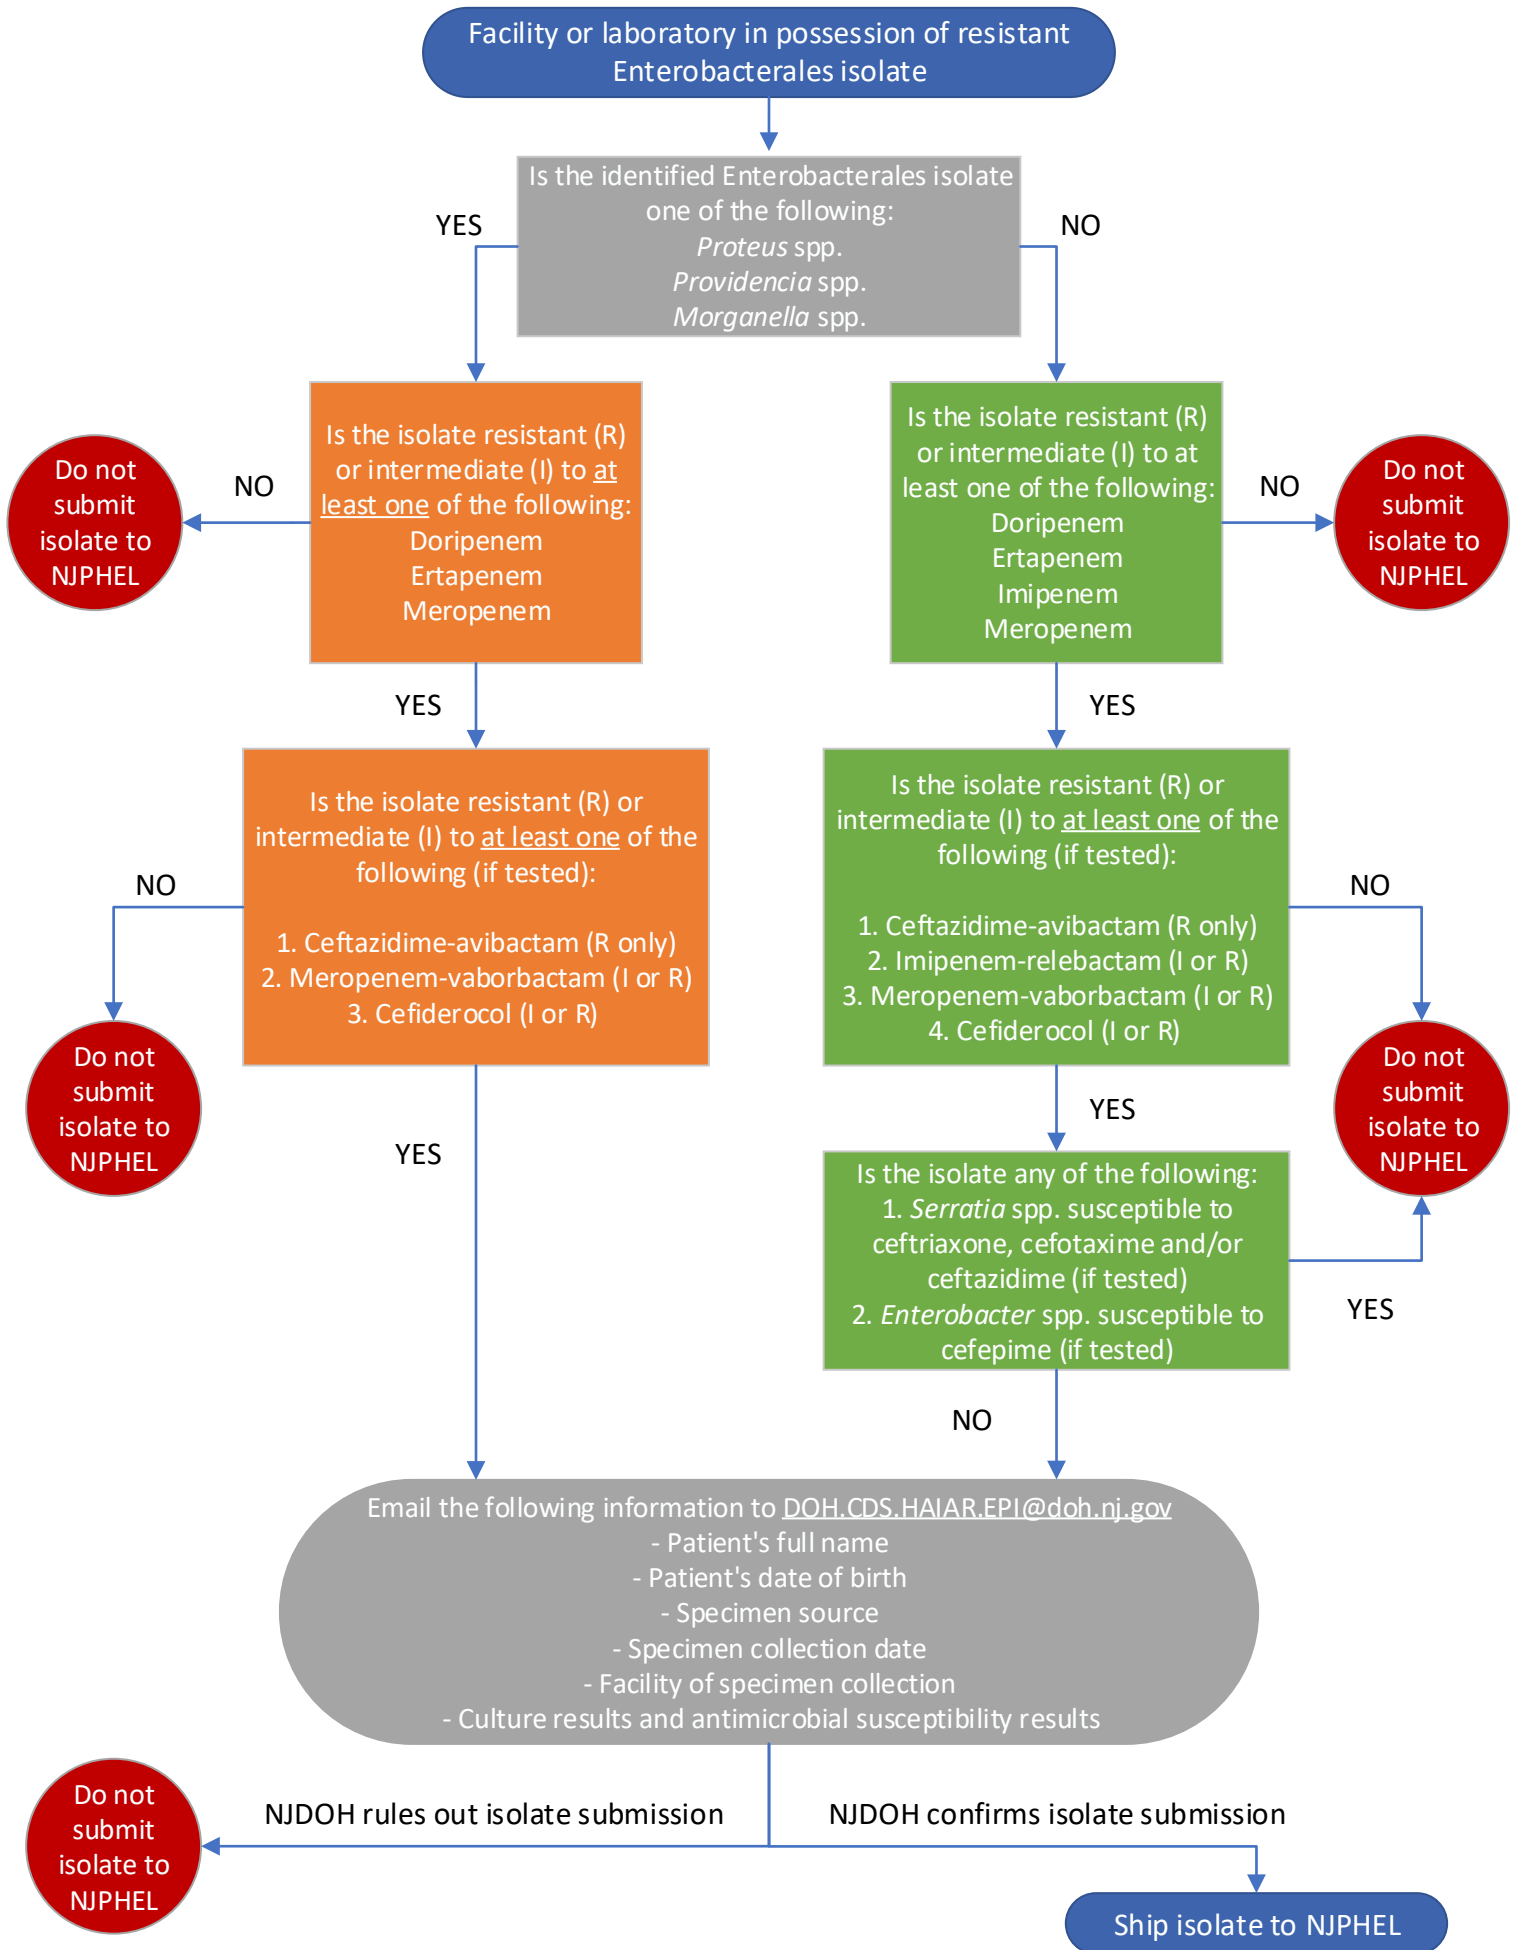 Facility or laboratory in possession of resistant
Enterobacterales isolate
Is the identified Enterobacterales isolate
one of the following:
Proteus spp.
Providencia spp.
Morganella spp.
YES
NO
Is the isolate resistant (R)
or intermediate (I) to at
least one of the following:
Doripenem
Ertapenem
Meropenem
NO
Do not
submit
isolate to
NJPHEL
Is the isolate resistant (R)
or intermediate (I) to at
least one of the following:
Doripenem
Ertapenem
Imipenem
Meropenem
NO
Do not
submit
isolate to
NJPHEL
YES
YES
Is the isolate resistant (R) or
intermediate (I) to at least one of the
following (if tested):
1. Ceftazidime-avibactam (R only)
2. Meropenem-vaborbactam (I or R)
3. Cefiderocol (I or R)
NO
Do not
submit
isolate to
NJPHEL
Is the isolate resistant (R) or
intermediate (I) to at least one of the
following (if tested):
1. Ceftazidime-avibactam (R only)
2. Imipenem-relebactam (I or R)
3. Meropenem-vaborbactam (I or R)
4. Cefiderocol (I or R)
NO
Do not
submit
isolate to
NJPHEL
YES
YES
Is the isolate any of the following:
1. Serratia spp. susceptible to
ceftriaxone, cefotaxime and/or
ceftazidime (if tested)
2. Enterobacter spp. susceptible to
cefepime (if tested)
YES
NO
Email the following information to DOH.CDS.HAIAR.EPI@doh.nj.gov
- Patient's full name
- Patient's date of birth
- Specimen source
- Specimen collection date
- Facility of specimen collection
- Culture results and antimicrobial susceptibility results
NJDOH rules out isolate submission
NJDOH confirms isolate submission
Do not
submit
isolate to
NJPHEL
Ship isolate to NJPHEL